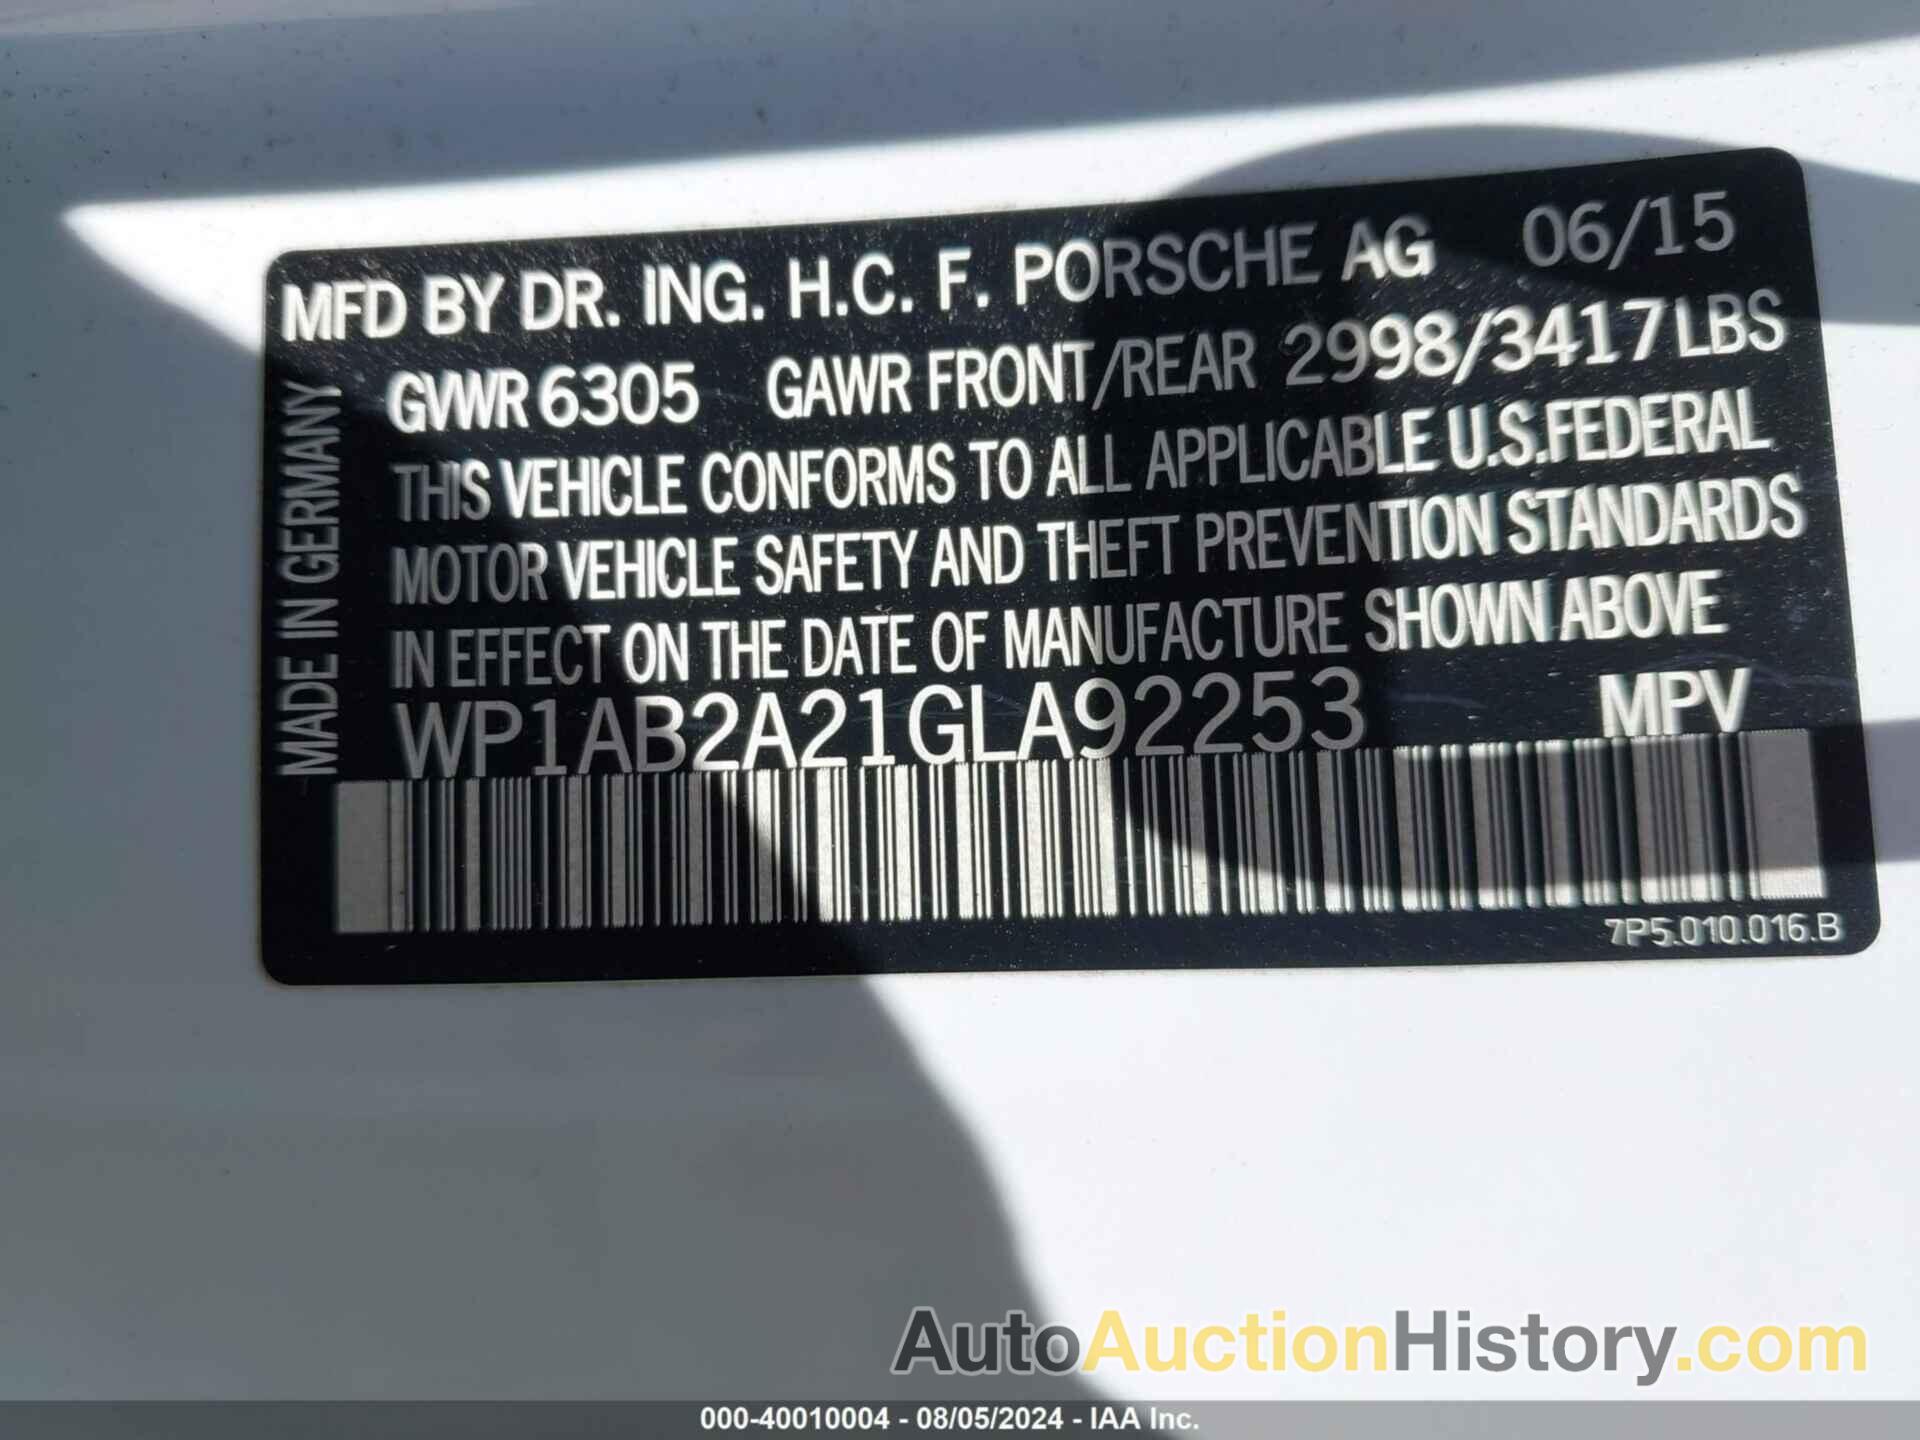 MFD BY DR. ING. H.C. F. PORSCHE AG 06/15
GVWR 6305 GAWR FRONT/REAR 2998/3417LBS
THIS VEHICLE CONFORMS TO ALL APPLICABLE U.S.FEDERAL
MOTOR VEHICLE SAFETY AND THEFT PREVENTION STANDARDS
IN EFFECT ON THE DATE OF MANUFACTURE SHOWN ABOVE
WP1AB2A21GLA92253 MPV
MADE IN GERMANY
7P5.010.016.B
AutoAuctionHistory.com
000-40010004 - 08/05/2024 - IAA Inc.